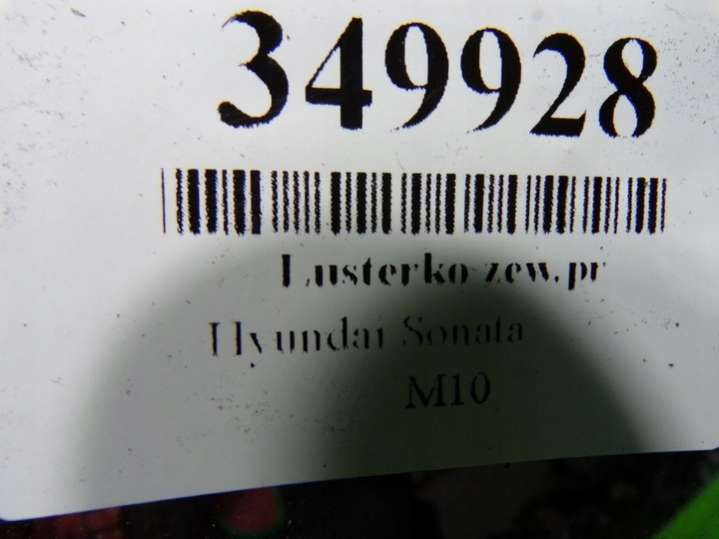 349928
Lusterko zew.pr
Hyundai Sonata
M10